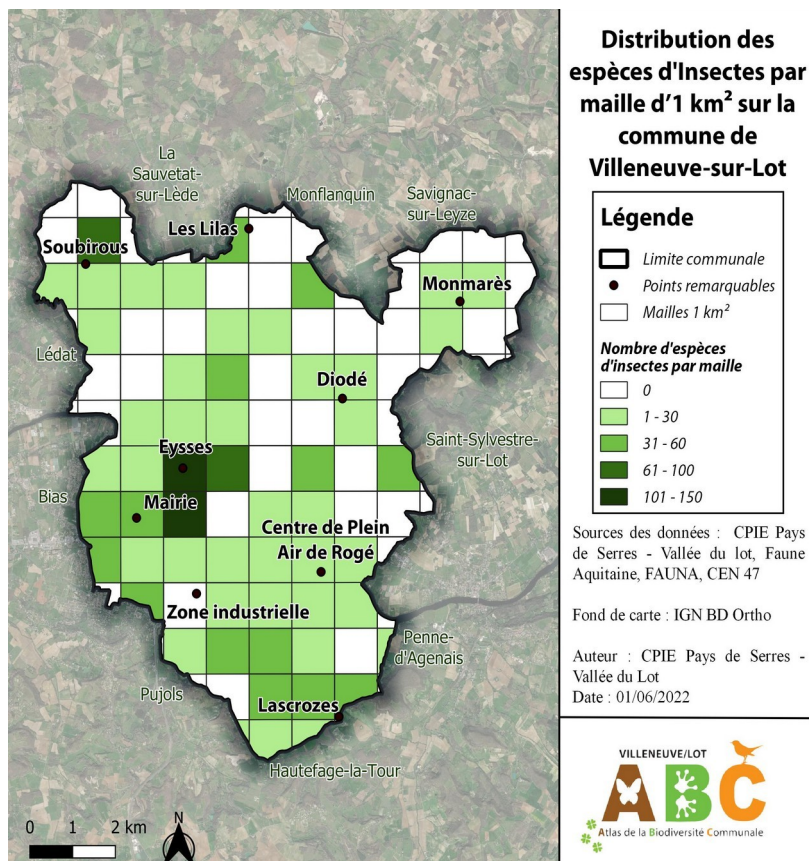 Distribution des
espèces d'Insectes par
maille d'1 km² sur la
commune de
Villeneuve-sur-Lot
Légende
Limite communale
Points remarquables
Mailles 1 km²
Nombre d'espèces
d'insectes par maille
0
1 - 30
31 - 60
61 - 100
101 - 150
Sources des données : CPIE Pays
de Serres - Vallée du lot, Faune
Aquitaine, FAUNA, CEN 47
Fond de carte : IGN BD Ortho
Auteur : CPIE Pays de Serres -
Vallée du Lot
Date : 01/06/2022
VILLENEUVE/LOT
ABC
Atlas de la Biodiversité Communale
La
Sauvetat-
sur-Lède
Monflanquin
Savignac-
sur-Leyze
Les Lilas
Soubirous
Monmarès
Lédat
Diodé
Eysses
Saint-Sylvestre-
sur-Lot
Bias
Mairie
Centre de Plein
Air de Rogé
Zone industrielle
Penne-
d'Agenais
Pujols
Lascrozes
Hautefage-la-Tour
N
0 1 2 km